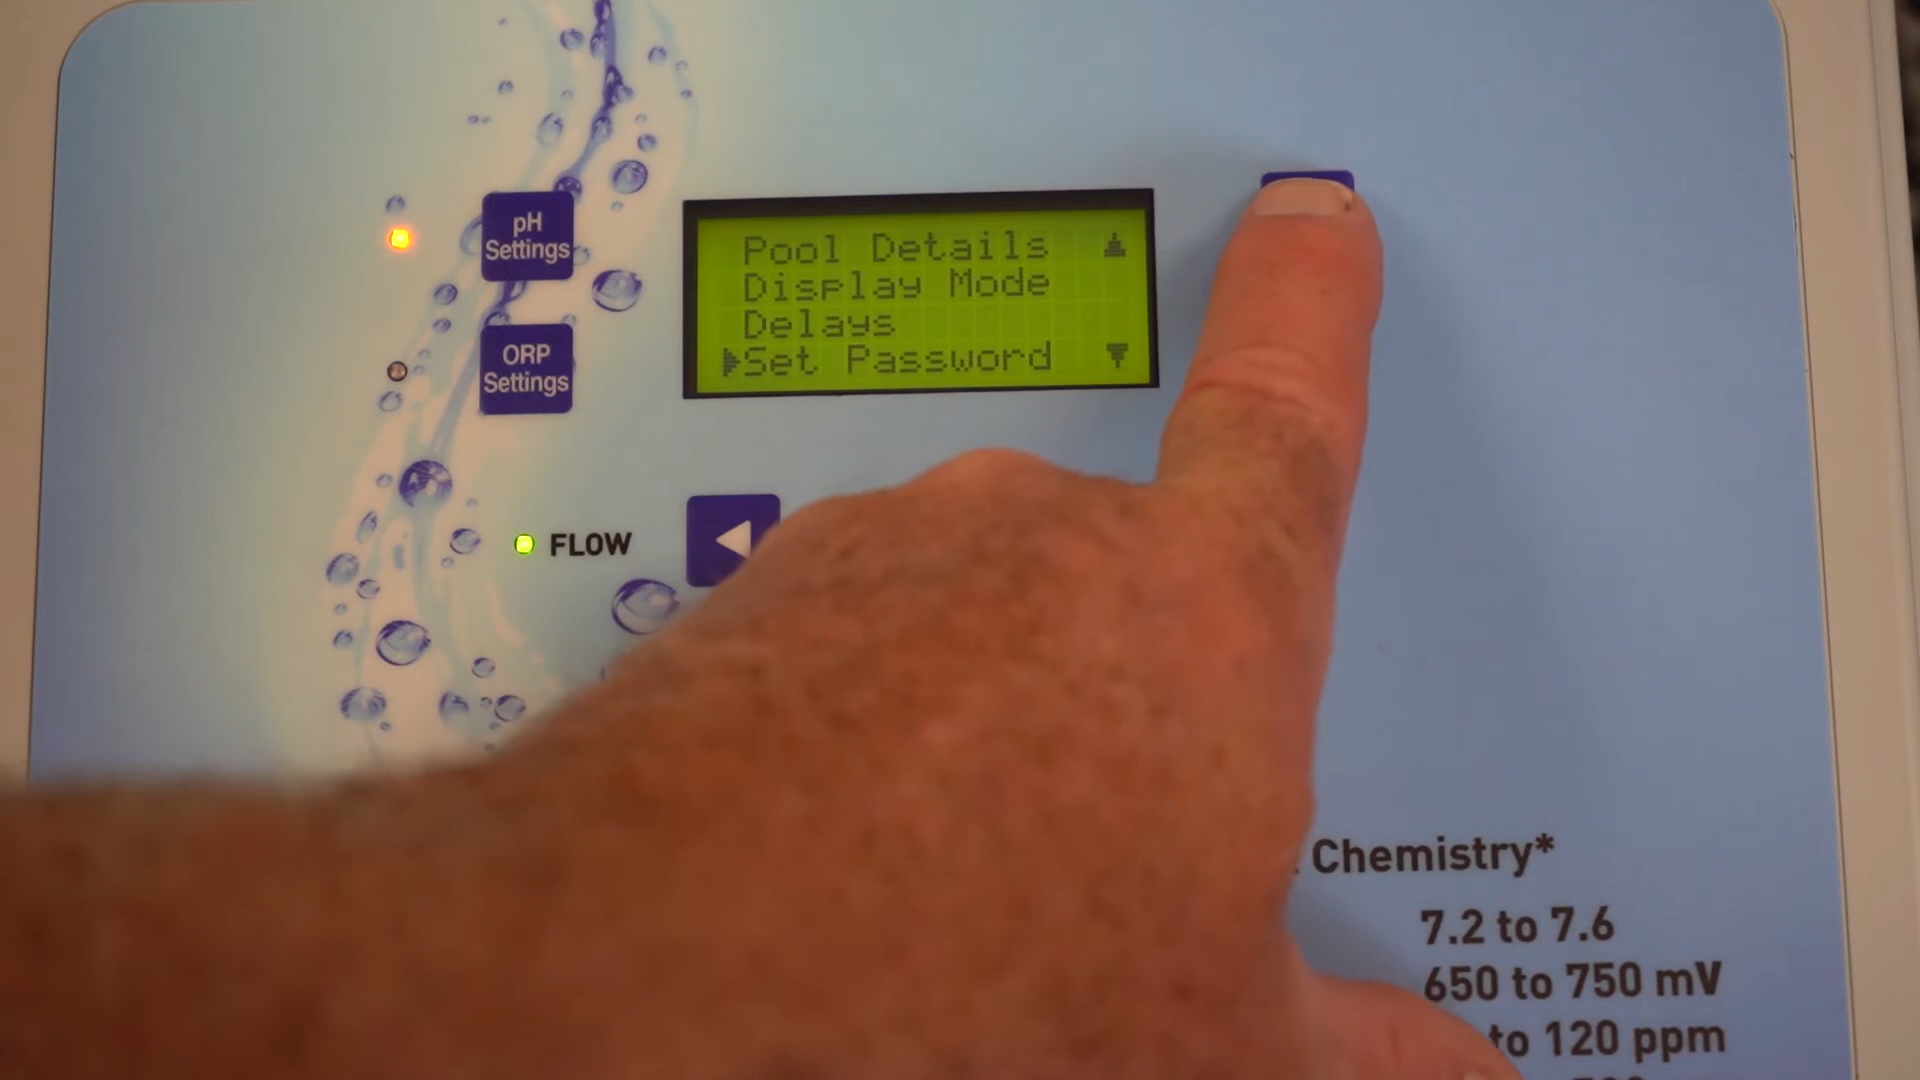 pH
Settings
ORP
Settings
Pool Details
Display Mode
Delays
Set Password
FLOW
Chemistry*
7.2 to 7.6
650 to 750 mV
to 120 ppm